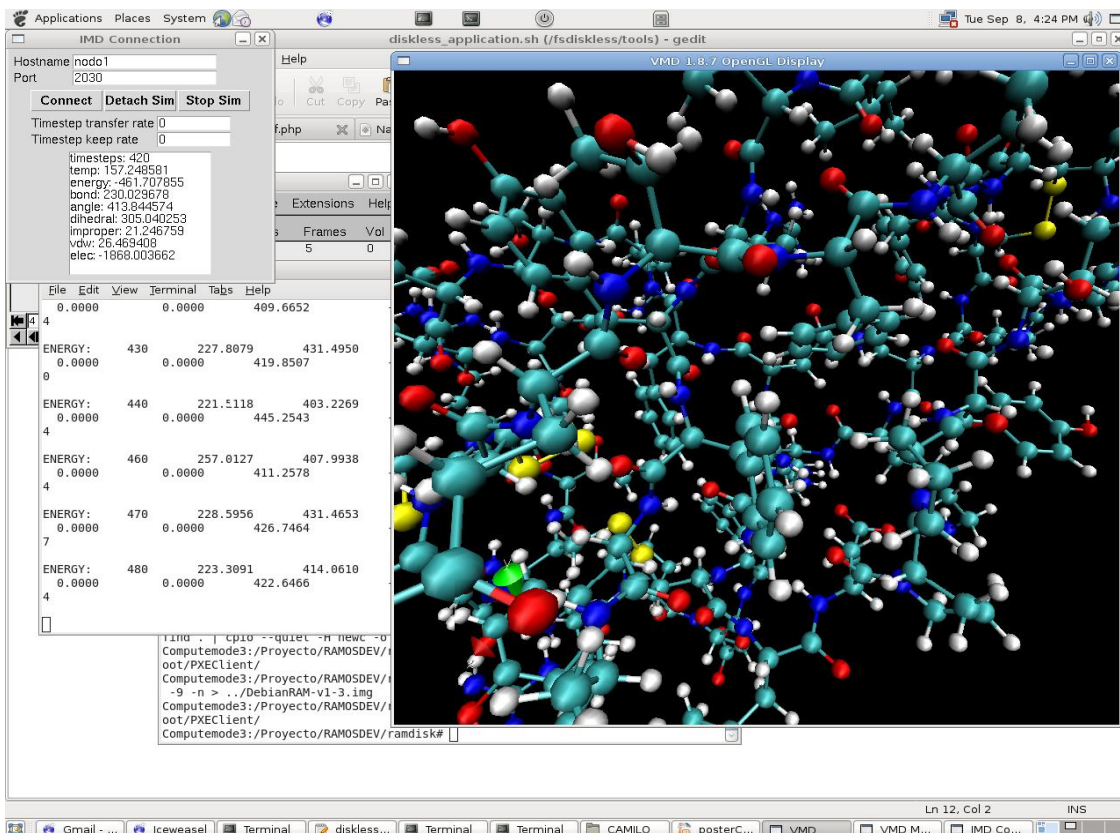 Applications Places System Tue Sep 8, 4:24 PM
IMD Connection
diskless_application.sh (/fsdiskless/tools) - gedit
Hostname nodo1
Port 2030
Connect Detach Sim Stop Sim
Timestep transfer rate 0
Timestep keep rate 0
timesteps: 420
temp: 157.248581
energy: -461.707855
bond: 230.029678
angle: 413.844574
dihedral: 305.040253
improper: 21.246759
vdw: 26.469408
elec: -1868.003662
Help
Cut Copy
f.php
Extensions Help
Frames Vol
5 0
VMD 1.8.7 OpenGL Display
File Edit View Terminal Tabs Help
0.0000 0.0000 409.6652
4
ENERGY: 430 227.8079 431.4950
0.0000 0.0000 419.8507
0
ENERGY: 440 221.5118 403.2269
0.0000 0.0000 445.2543
4
ENERGY: 460 257.0127 407.9938
0.0000 0.0000 411.2578
4
ENERGY: 470 228.5956 431.4653
0.0000 0.0000 426.7464
7
ENERGY: 480 223.3091 414.0610
0.0000 0.0000 422.6466
4
find . | cpio --quiet -H newc -o
Computemode3:/Proyecto/RAMOSDEV/r
oot/PXEClient/
Computemode3:/Proyecto/RAMOSDEV/r
-9 -n > ../DebianRAM-v1-3.img
Computemode3:/Proyecto/RAMOSDEV/r
oot/PXEClient/
Computemode3:/Proyecto/RAMOSDEV/ramdisk#
Ln 12, Col 2 INS
Gmail - ... Iceweasel Terminal diskless... Terminal Terminal CAMILO posterC... VMD VMD M... IMD Co...